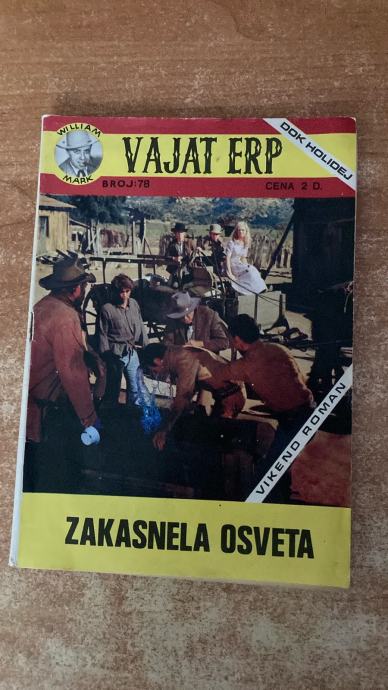 WILLIAM
MARK
VAJAT ERP
DOK HOLIDEJ
BROJ:78
CENA 2 D.
VIKEND ROMAN
ZAKASNELA OSVETA